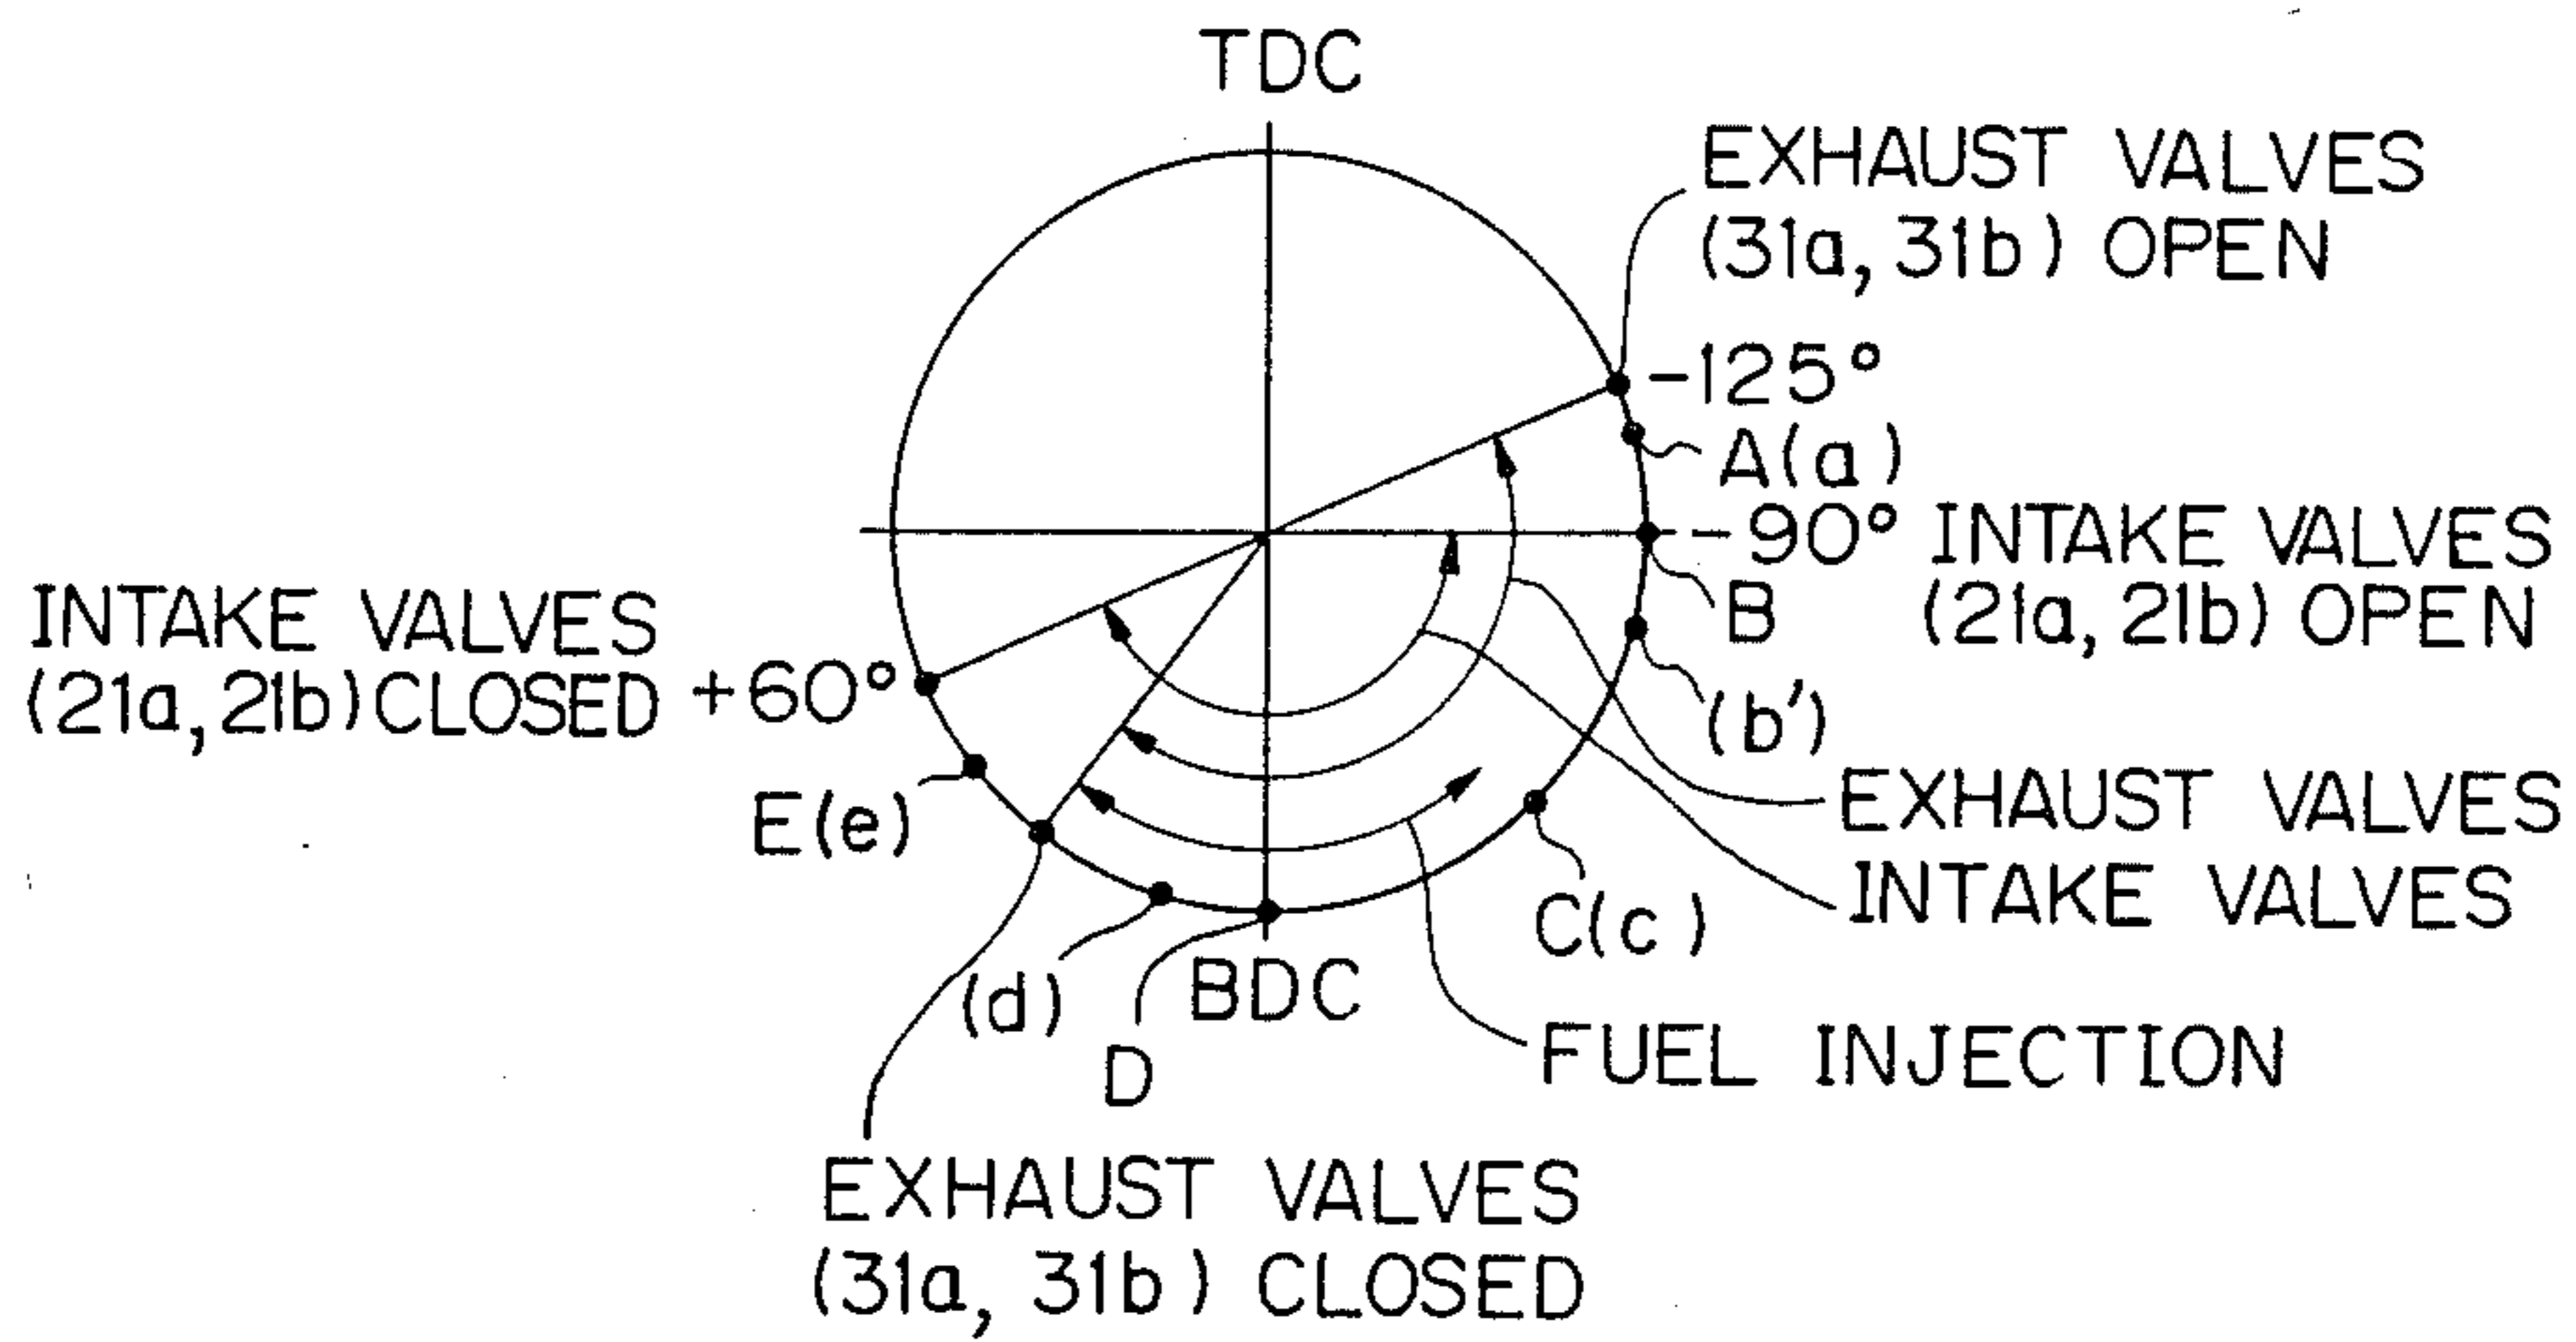 TDC
EXHAUST VALVES
(31a, 31b) OPEN
-125°
A(a)
-90° INTAKE VALVES
(21a, 21b) OPEN
B
(b')
INTAKE VALVES
(21a, 21b) CLOSED +60°
E(e)
EXHAUST VALVES
INTAKE VALVES
C(c)
(d)
BDC
D
FUEL INJECTION
EXHAUST VALVES
(31a, 31b) CLOSED